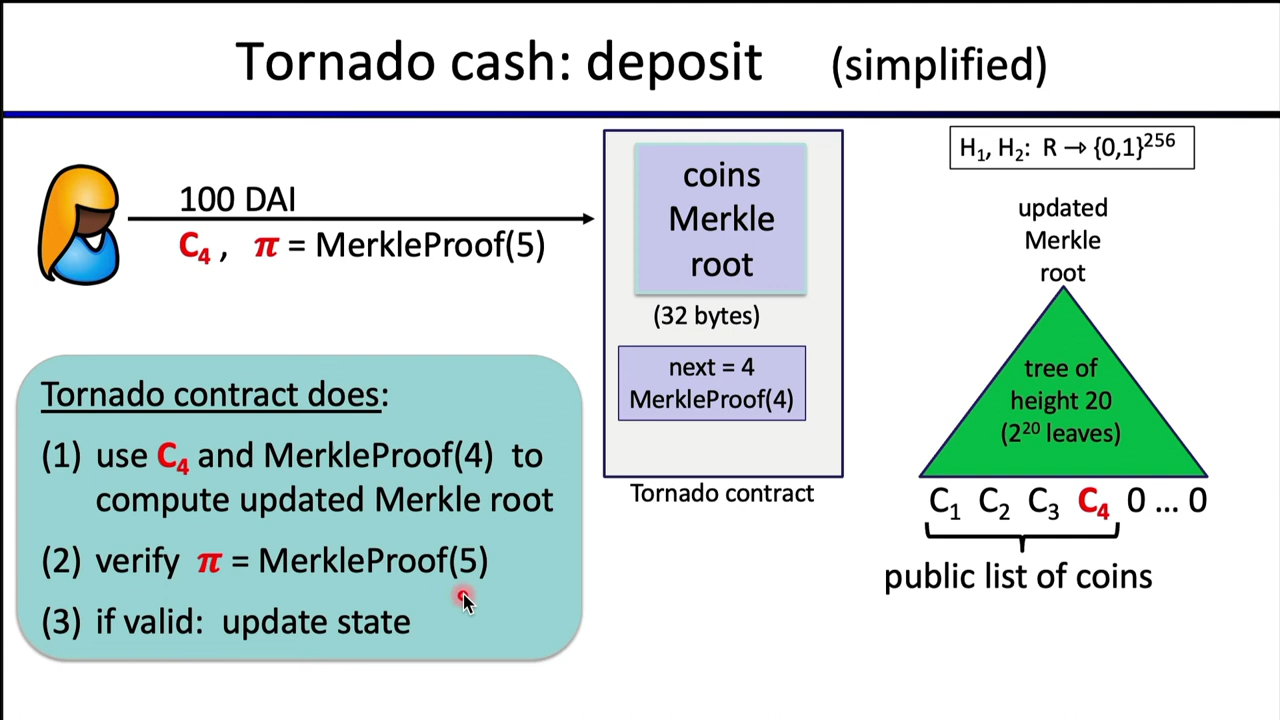 Tornado cash: deposit (simplified)
100 DAI
C₄ , π = MerkleProof(5)
Tornado contract does:
(1) use C₄ and MerkleProof(4) to
compute updated Merkle root
(2) verify π = MerkleProof(5)
(3) if valid: update state
coins
Merkle
root
(32 bytes)
next = 4
MerkleProof(4)
Tornado contract
H₁, H₂: R → {0,1}²⁵⁶
updated
Merkle
root
tree of
height 20
(2²⁰ leaves)
C₁ C₂ C₃ C₄ 0 ... 0
public list of coins